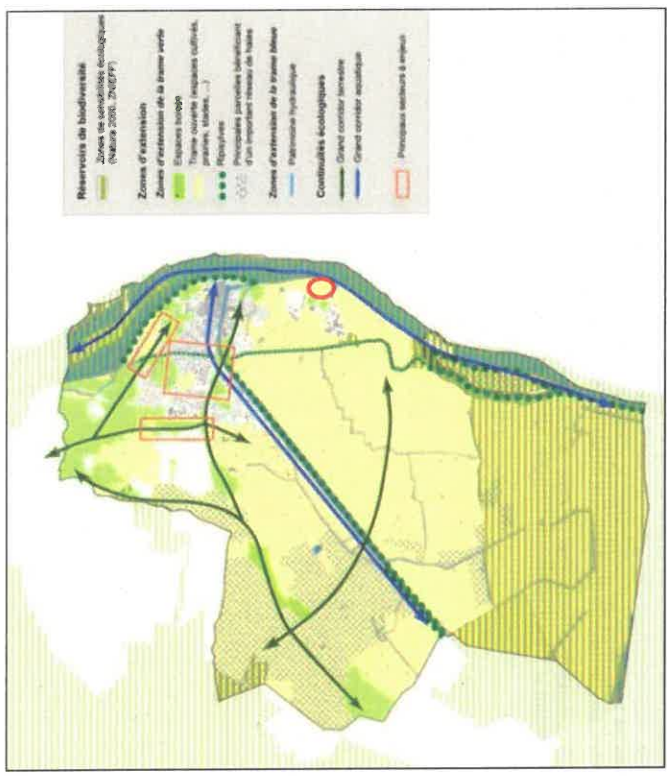 Réservoirs de biodiversité
Zones de sensibilités écologiques
(Natura 2000, ZNIEFF)
Zones d'extension
Zones d'extension de la trame verte
Espaces boisés
Trame ouverte (espaces cultivés,
prairies, stades, ...)
Ripisylves
Principales parcelles bénéficiant
d'un important réseau de haies
Zones d'extension de la trame bleue
Patrimoine hydraulique
Continuités écologiques
Grand corridor terrestre
Grand corridor aquatique
Principaux secteurs à enjeux